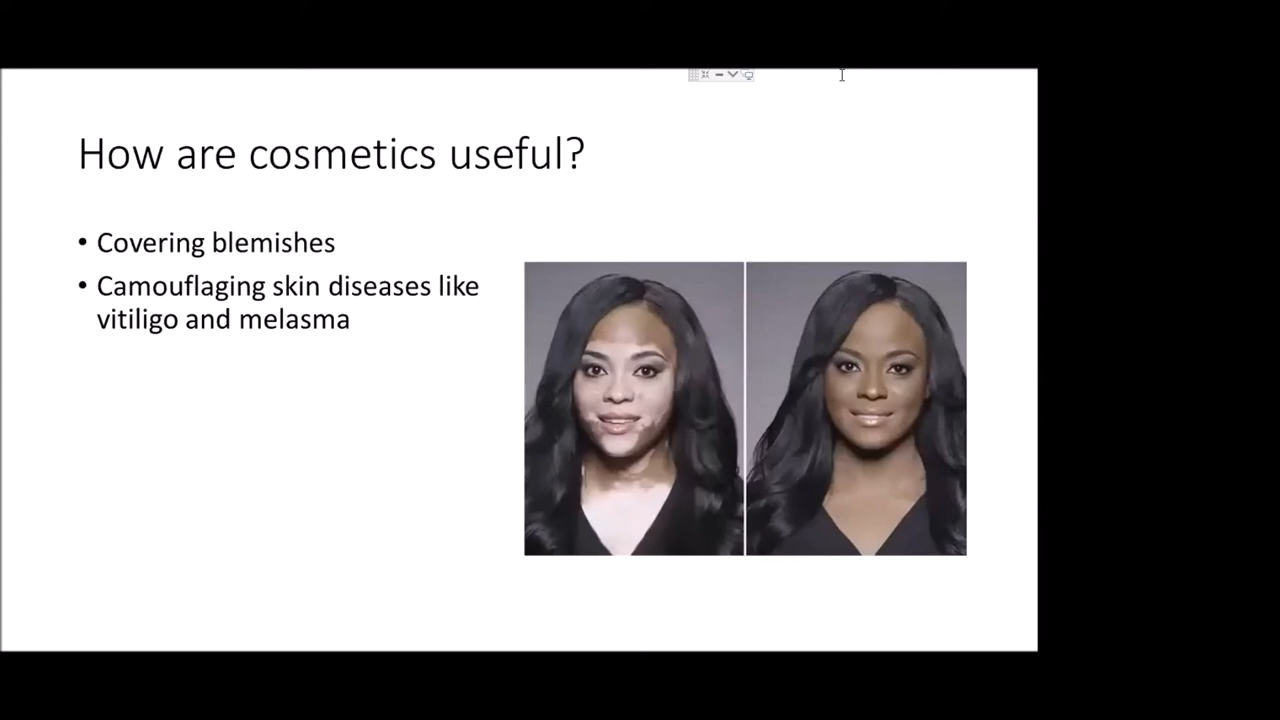 How are cosmetics useful?
• Covering blemishes
• Camouflaging skin diseases like
vitiligo and melasma